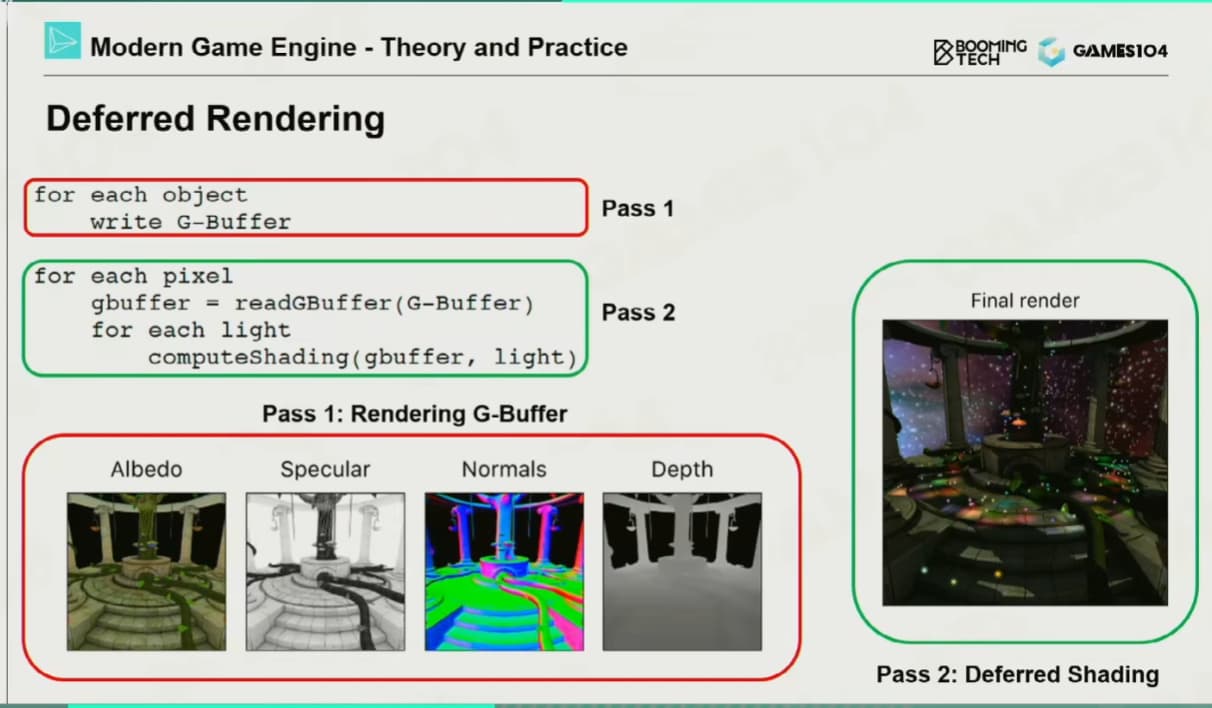 Modern Game Engine - Theory and Practice
BOOMING
TECH
GAMES104
Deferred Rendering
for each object
write G-Buffer
Pass 1
for each pixel
gbuffer = readGBuffer(G-Buffer)
for each light
computeShading(gbuffer, light)
Pass 2
Pass 1: Rendering G-Buffer
Albedo
Specular
Normals
Depth
Final render
Pass 2: Deferred Shading